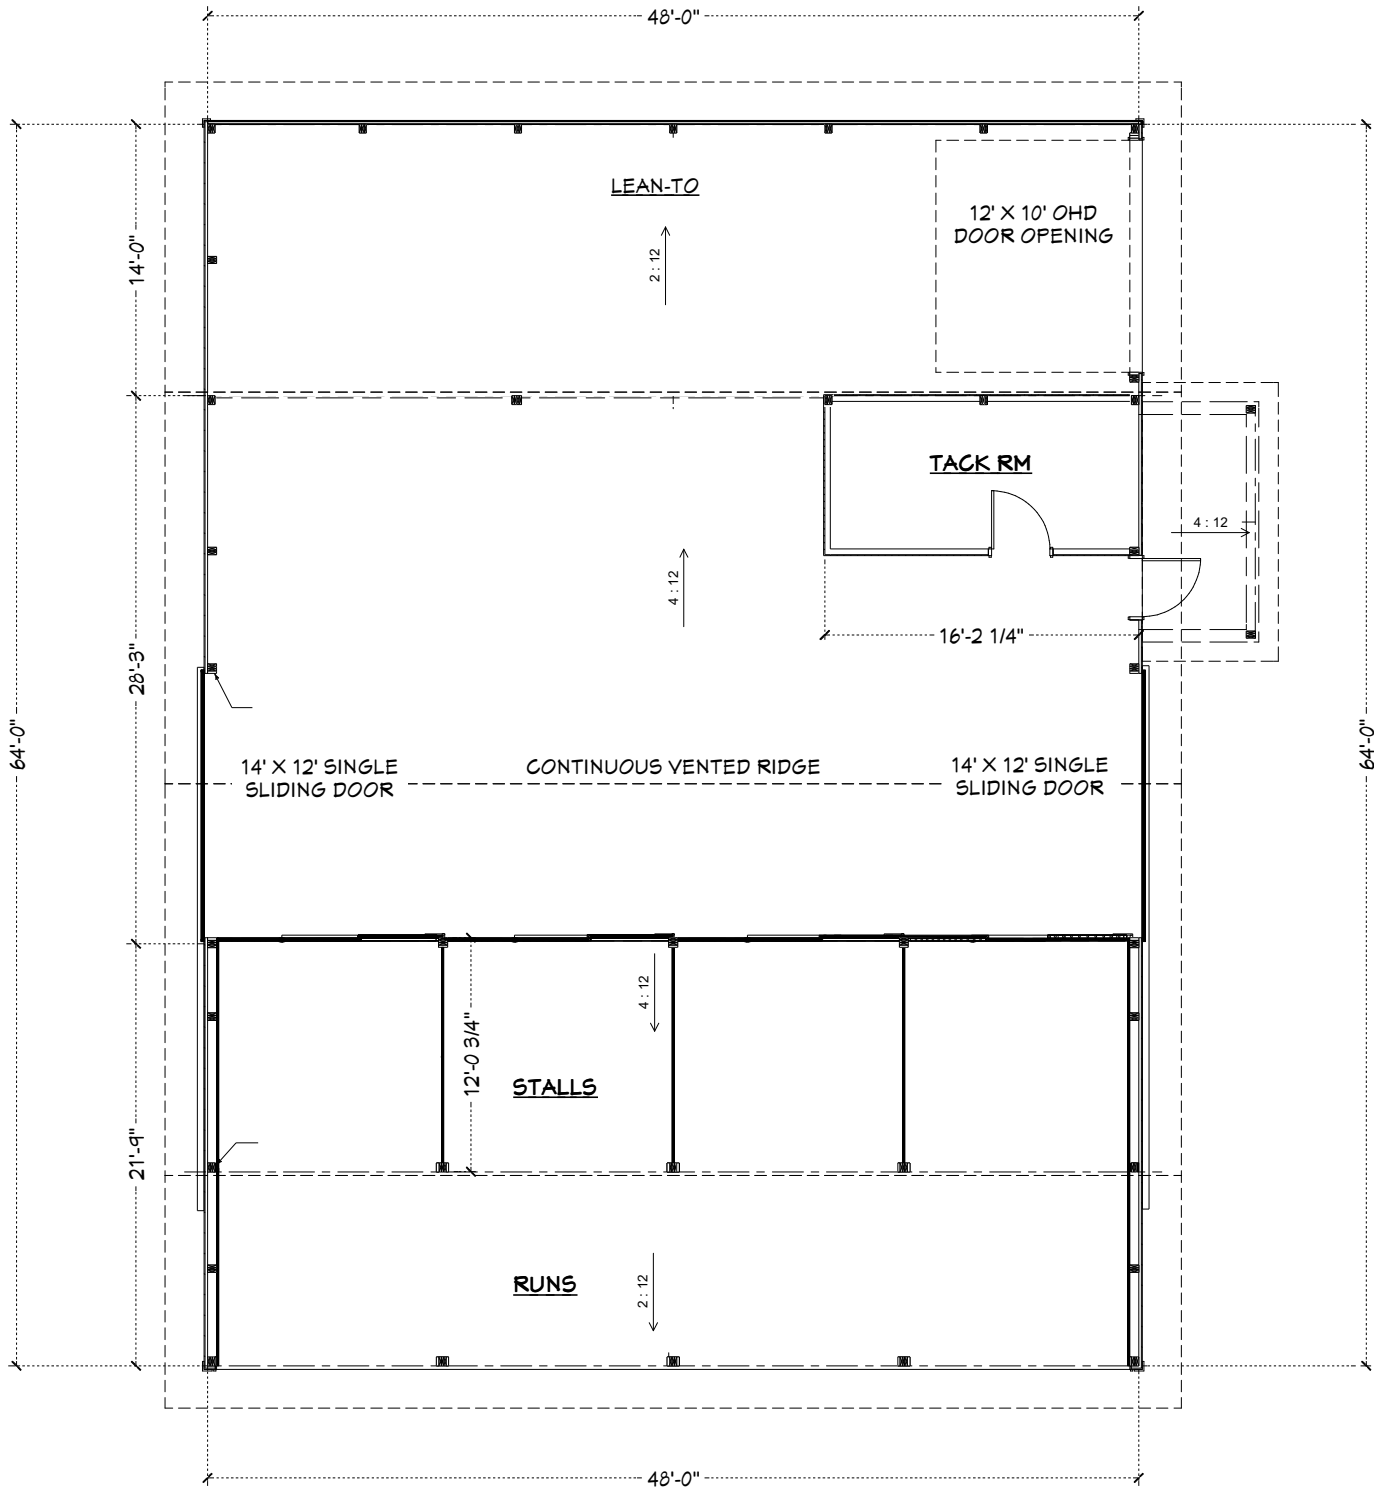 48'-0"
LEAN-TO
12' X 10' OHD
DOOR OPENING
14'-0"
2 : 12
TACK RM
4 : 12
4 : 12
16'-2 1/4"
28'-3"
64'-0"
64'-0"
14' X 12' SINGLE
SLIDING DOOR
CONTINUOUS VENTED RIDGE
14' X 12' SINGLE
SLIDING DOOR
4 : 12
12'-0 3/4"
STALLS
21'-9"
RUNS
2 : 12
48'-0"